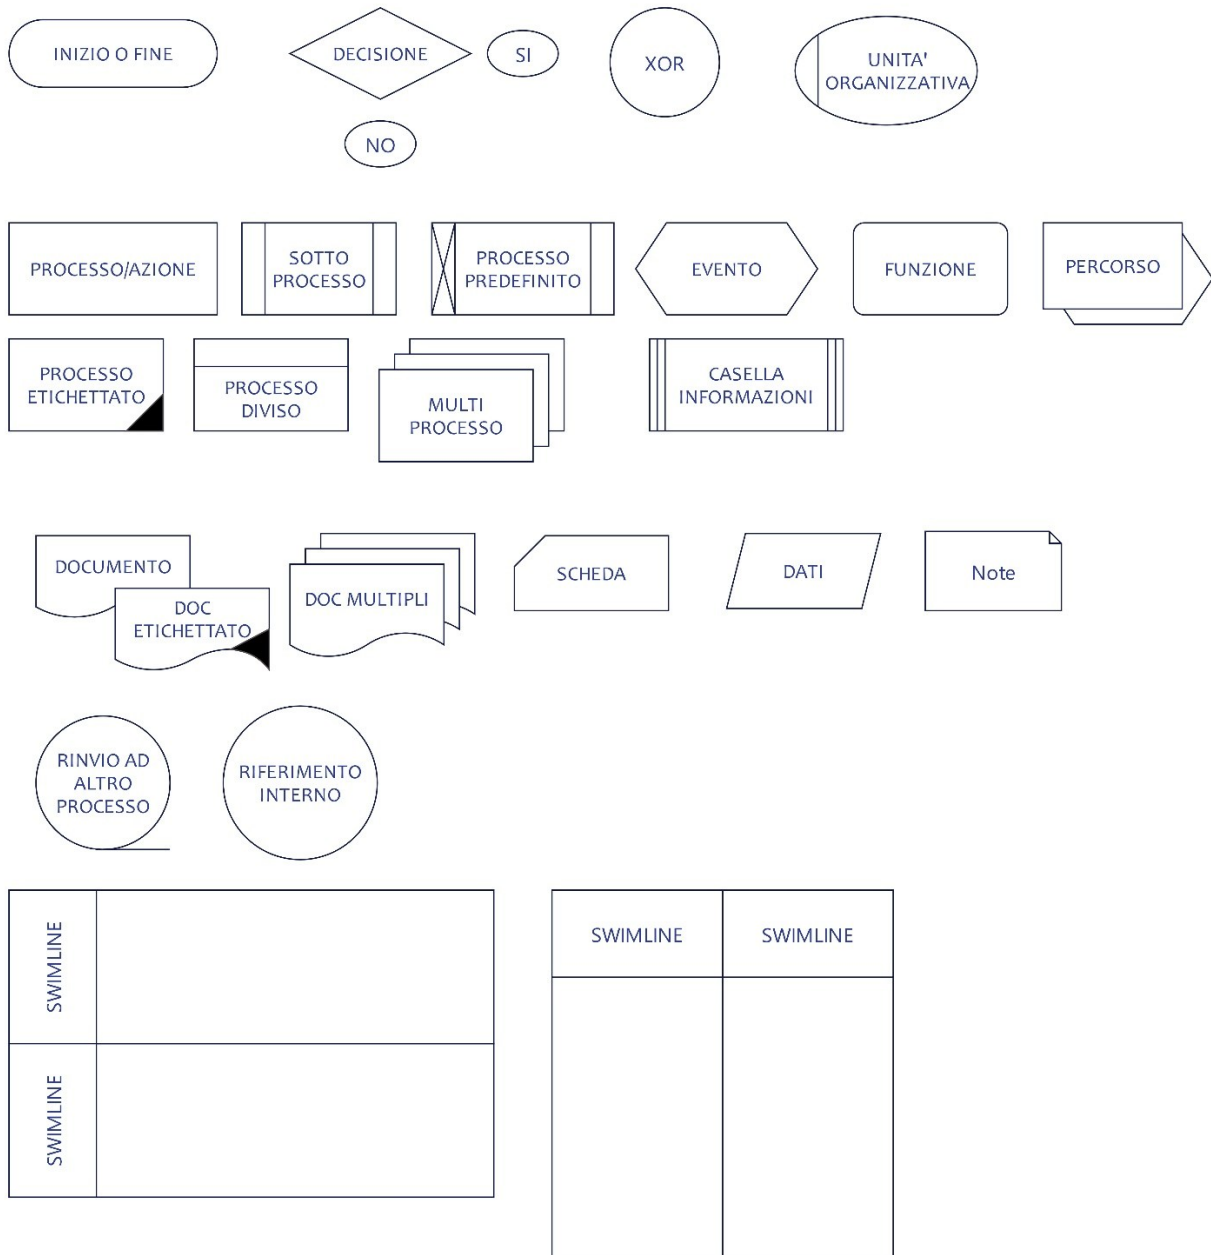 INIZIO O FINE
DECISIONE
SI
XOR
UNITA'
ORGANIZZATIVA
NO
PROCESSO/AZIONE
SOTTO
PROCESSO
PROCESSO
PREDEFINITO
EVENTO
FUNZIONE
PERCORSO
PROCESSO
ETICHETTATO
PROCESSO
DIVISO
MULTI
PROCESSO
CASELLA
INFORMAZIONI
DOCUMENTO
DOC
ETICHETTATO
DOC MULTIPLI
SCHEDA
DATI
Note
RINVIO AD
ALTRO
PROCESSO
RIFERIMENTO
INTERNO
SWIMLINE
SWIMLINE
SWIMLINE
SWIMLINE